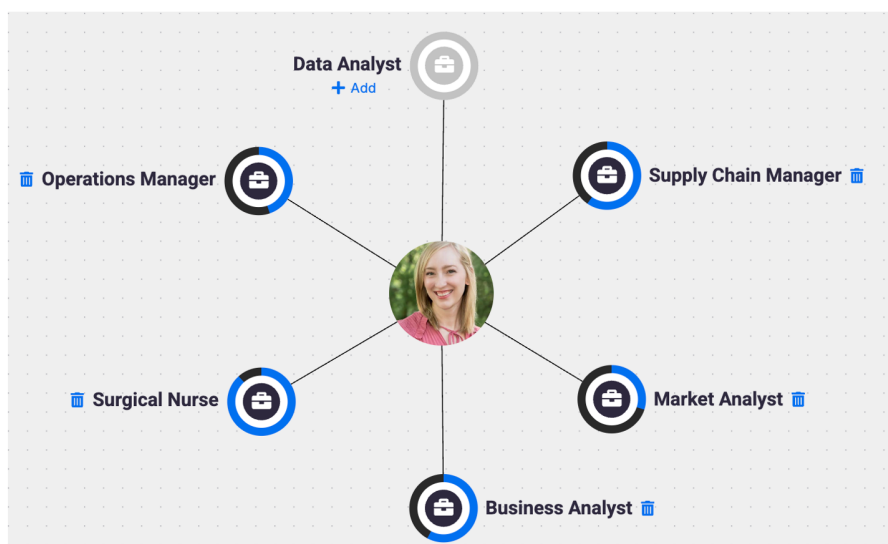 Data Analyst
Add
Operations Manager
Supply Chain Manager
Surgical Nurse
Market Analyst
Business Analyst